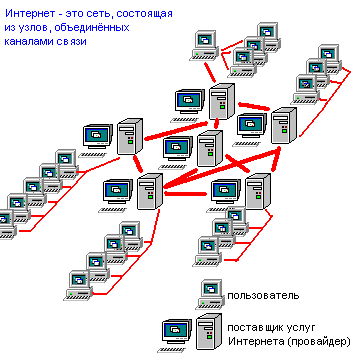 Интернет - это сеть, состоящая
из узлов, объединённых
каналами связи
пользователь
поставщик услуг
Интернета (провайдер)